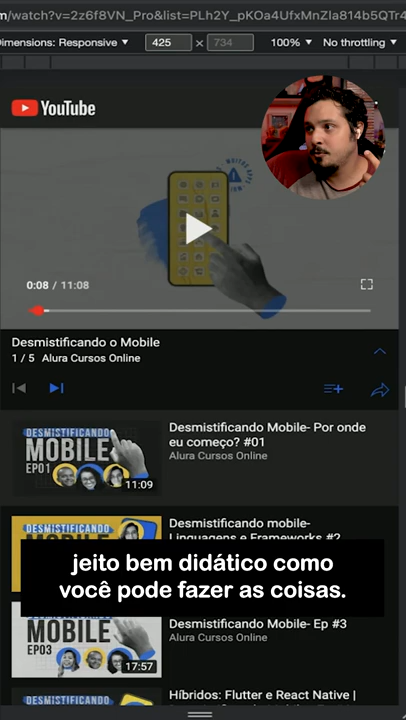 m/watch?v=2z6f8VN_Pro&list=PLh2Y_pKOa4UfxMnZla814b5QTr4
Dimensions: Responsive ▼ 425 × 734 100% ▼ No throttling ▼
YouTube
0:08 / 11:08
Desmistificando o Mobile
1 / 5 Alura Cursos Online
DESMISTIFICANDO
MOBILE
EP01
11:09
Desmistificando Mobile- Por onde
eu começo? #01
Alura Cursos Online
Desmistificando mobile-
Linguagens e Frameworks #2
jeito bem didático como
você pode fazer as coisas.
DESMISTIFICANDO
MOBILE
EP03
17:57
Desmistificando Mobile - Ep #3
Alura Cursos Online
DESMISTIFICANDO
Híbridos: Flutter e React Native |